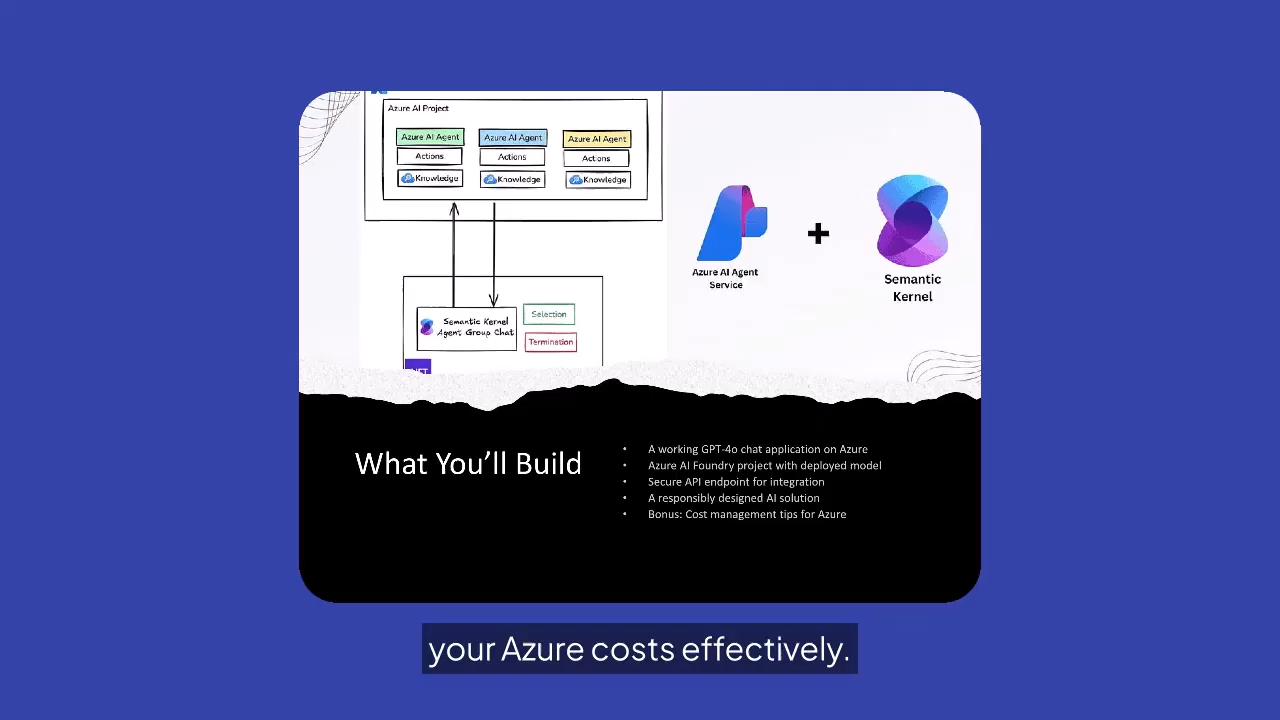 Azure AI Project
Azure AI Agent
Azure AI Agent
Azure AI Agent
Actions
Actions
Actions
Knowledge
Knowledge
Knowledge
Semantic Kernel
Agent Group Chat
Selection
Termination
Azure AI Agent
Service
+
Semantic
Kernel
What You’ll Build
• A working GPT-4o chat application on Azure
• Azure AI Foundry project with deployed model
• Secure API endpoint for integration
• A responsibly designed AI solution
• Bonus: Cost management tips for Azure
your Azure costs effectively.